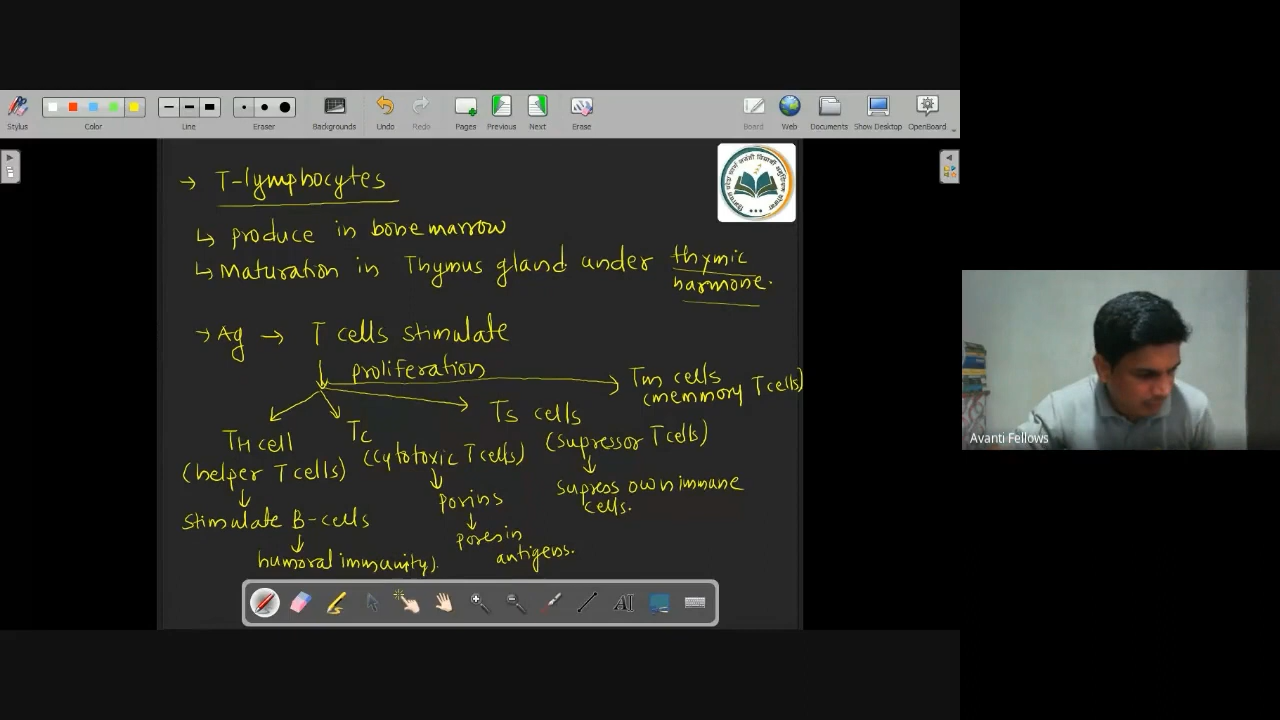 Stylus
Color
Line
Eraser
Backgrounds
Undo
Redo
Pages
Previous
Next
Erase
Board
Web
Documents
Show Desktop
OpenBoard
→ T-lymphocytes
↳ produce in bone marrow
↳ Maturation in Thymus gland under thymic
harmone.
→ Ag → T cells stimulate
↓ proliferation
→ Tm cells
(memmory T cells)
→ Ts cells
(supressor T cells)
↓
supress own immune
cells.
TC
(cytotoxic T cells)
↓
porins
↓
pores in
antigens.
TH cell
(helper T cells)
↓
stimulate B-cells
↓
humoral immunity).
Avanti Fellows